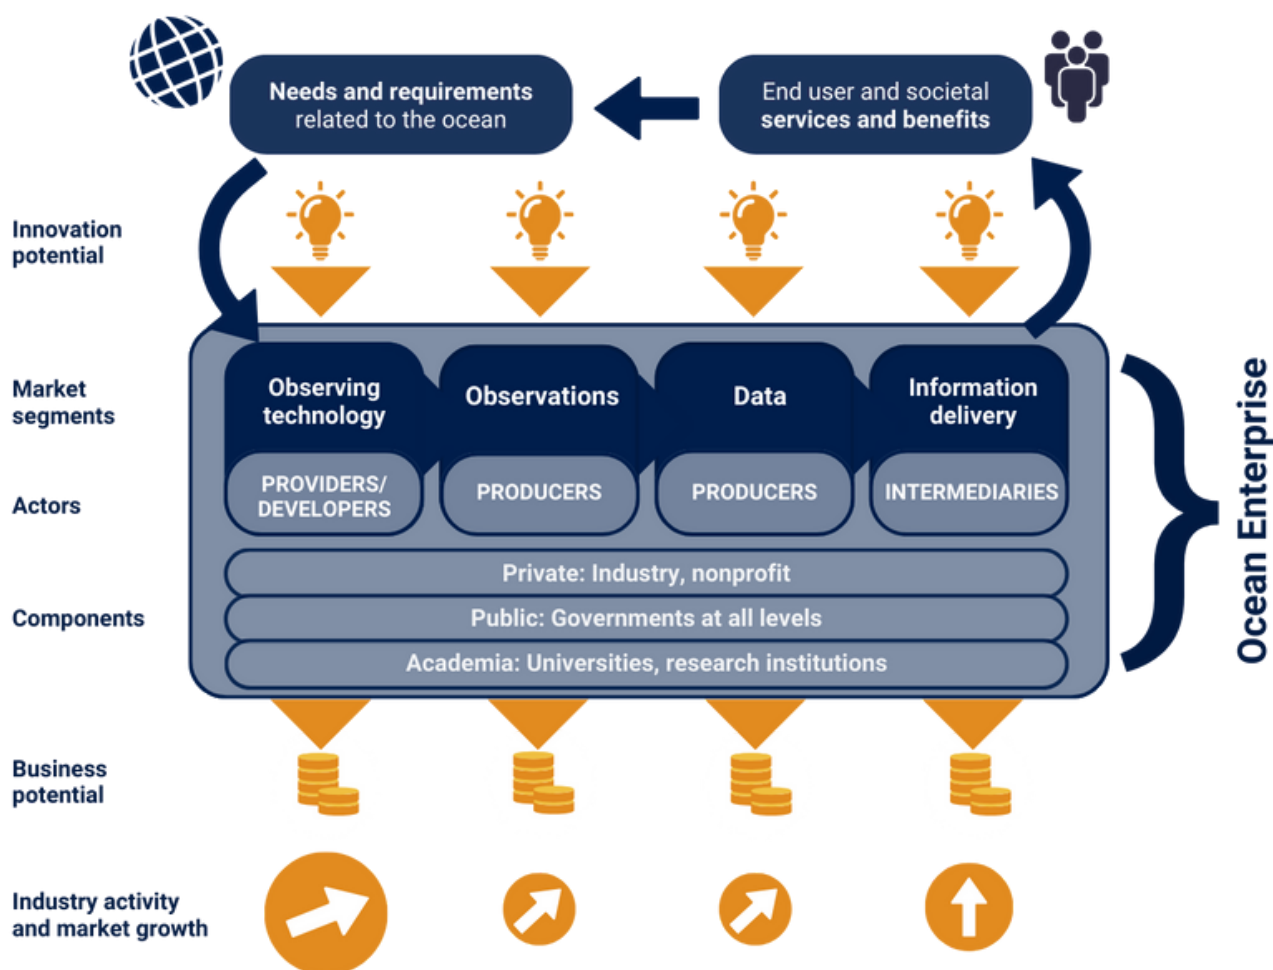 Needs and requirements
related to the ocean
End user and societal
services and benefits
Innovation
potential
Market
segments
Observing
technology
Observations
Data
Information
delivery
Actors
PROVIDERS/
DEVELOPERS
PRODUCERS
PRODUCERS
INTERMEDIARIES
Components
Private: Industry, nonprofit
Public: Governments at all levels
Academia: Universities, research institutions
Ocean Enterprise
Business
potential
Industry activity
and market growth